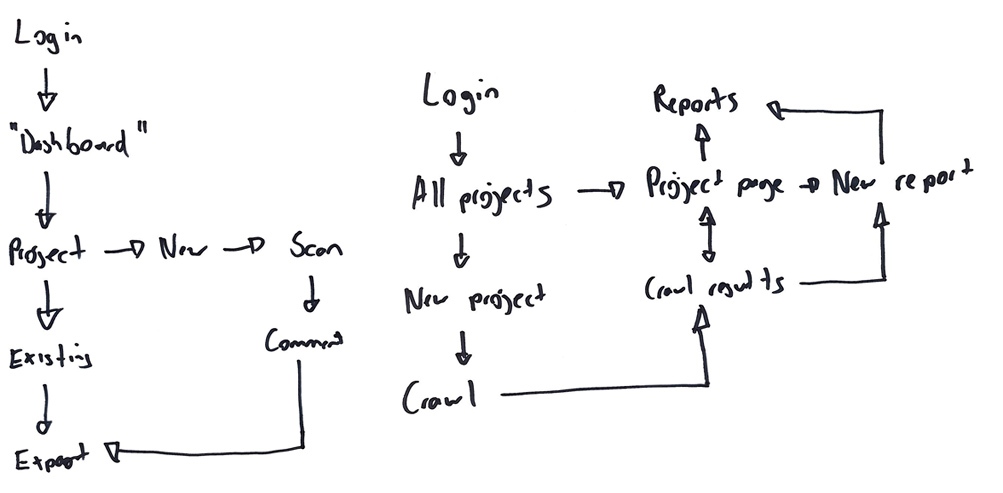 Login
"Dashboard"
Project
New
Scan
Existing
Comment
Export
Login
Reports
All projects
Project page
New report
New project
Crawl results
Crawl